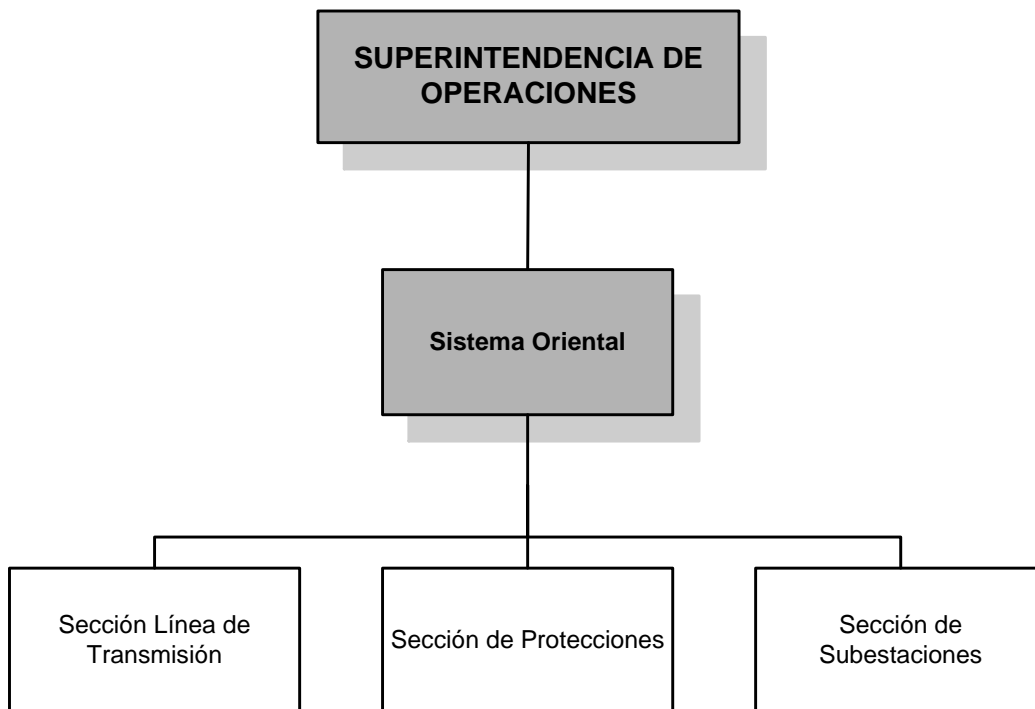 SUPERINTENDENCIA DE
OPERACIONES
Sistema Oriental
Sección Línea de
Transmisión
Sección de Protecciones
Sección de
Subestaciones